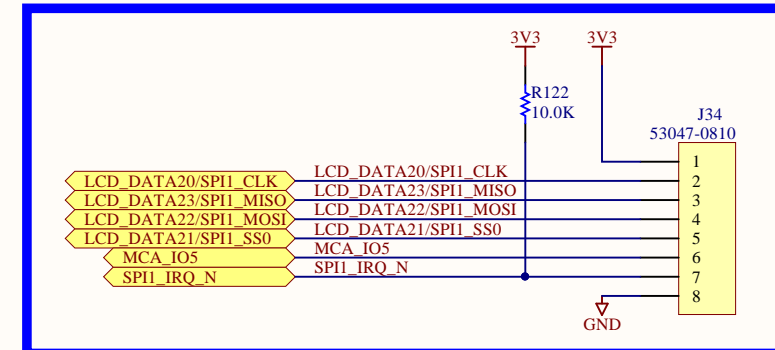 3V3
3V3
R122
10.0K
J34
53047-0810
LCD_DATA20/SPI1_CLK
LCD_DATA20/SPI1_CLK
LCD_DATA23/SPI1_MISO
LCD_DATA23/SPI1_MISO
LCD_DATA22/SPI1_MOSI
LCD_DATA22/SPI1_MOSI
LCD_DATA21/SPI1_SS0
LCD_DATA21/SPI1_SS0
MCA_IO5
MCA_IO5
SPI1_IRQ_N
SPI1_IRQ_N
1
2
3
4
5
6
7
8
GND